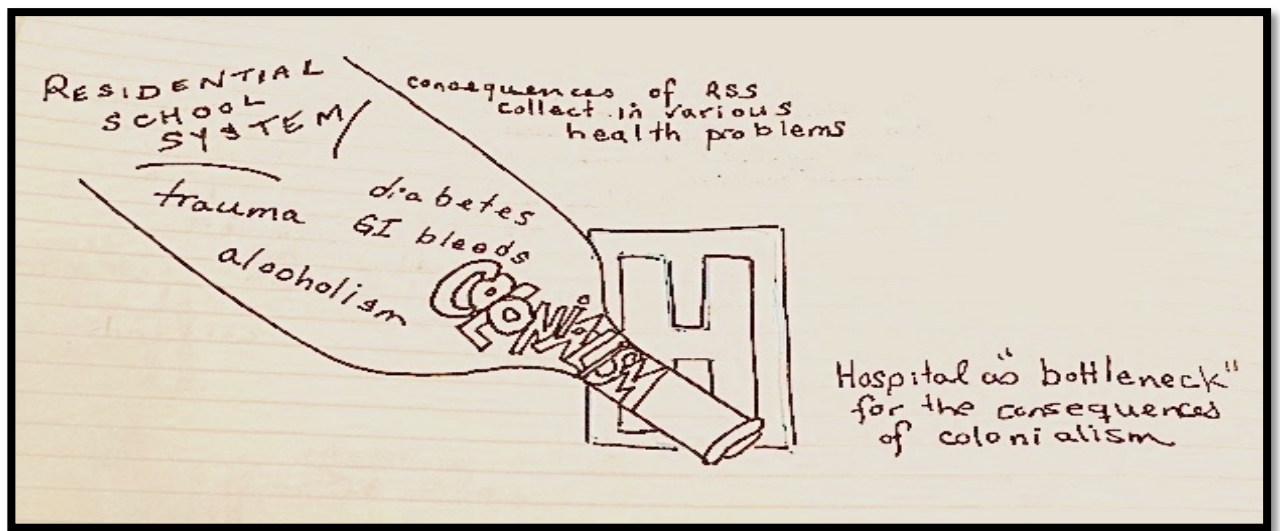 RESIDENTIAL
SCHOOL
SYSTEM
consequences of RSS
collect in various
health problems
trauma
alcoholism
diabetes
GI bleeds
COLONIALISM
H
Hospital as "bottleneck"
for the consequences
of colonialism